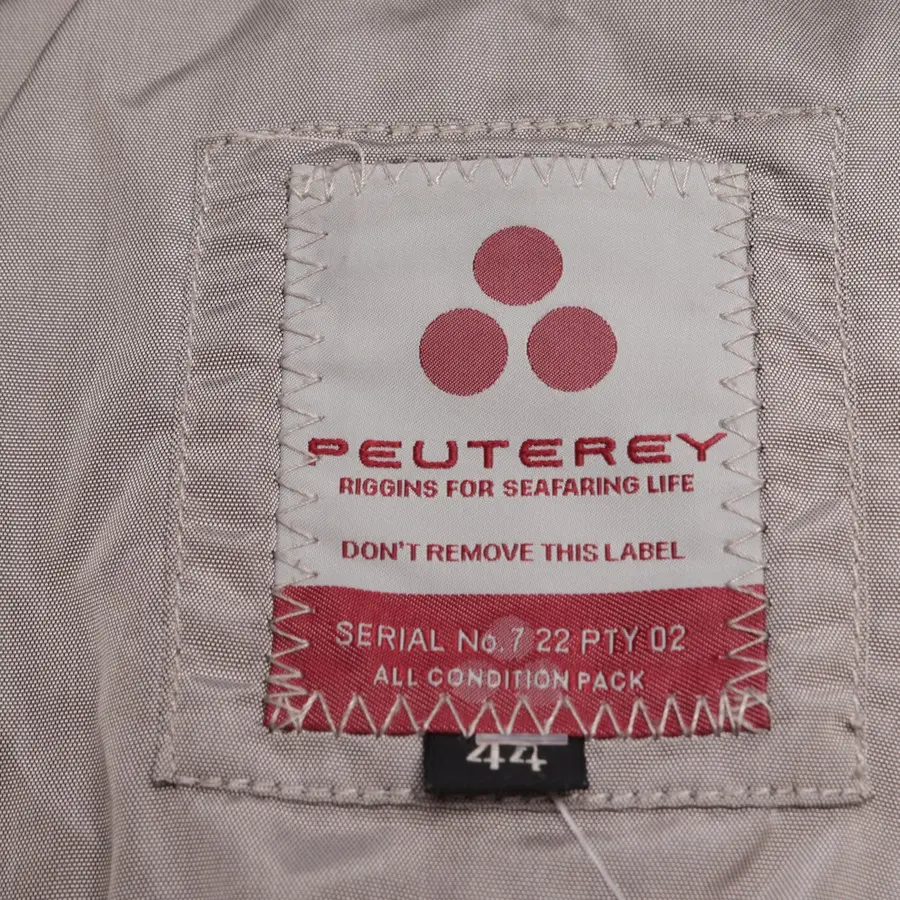 PEUTEREY
RIGGINS FOR SEAFARING LIFE
DON'T REMOVE THIS LABEL
SERIAL No.7 22 PTY 02
ALL CONDITION PACK
44